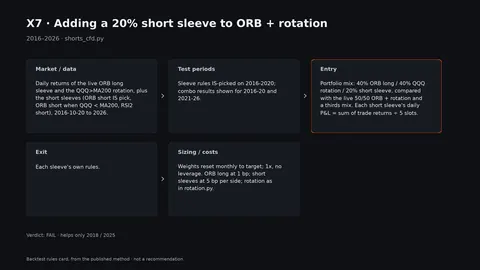 X7 · Adding a 20% short sleeve to ORB + rotation
2016–2026 · shorts_cfd.py
Market / data
Daily returns of the live ORB long
sleeve and the QQQ>MA200 rotation, plus
the short sleeves (ORB short IS pick,
ORB short when QQQ < MA200, RSI2
short), 2016-10-20 to 2026.
Test periods
Sleeve rules IS-picked on 2016-2020;
combo results shown for 2016-20 and
2021-26.
Entry
Portfolio mix: 40% ORB long / 40% QQQ
rotation / 20% short sleeve, compared
with the live 50/50 ORB + rotation and
a thirds mix. Each short sleeve's daily
P&L = sum of trade returns ÷ 5 slots.
Exit
Each sleeve's own rules.
Sizing / costs
Weights reset monthly to target; 1x, no
leverage. ORB long at 1 bp; short
sleeves at 5 bp per side; rotation as
in rotation.py.
Verdict: FAIL · helps only 2018 / 2025
Backtest rules card, from the published method · not a recommendation.